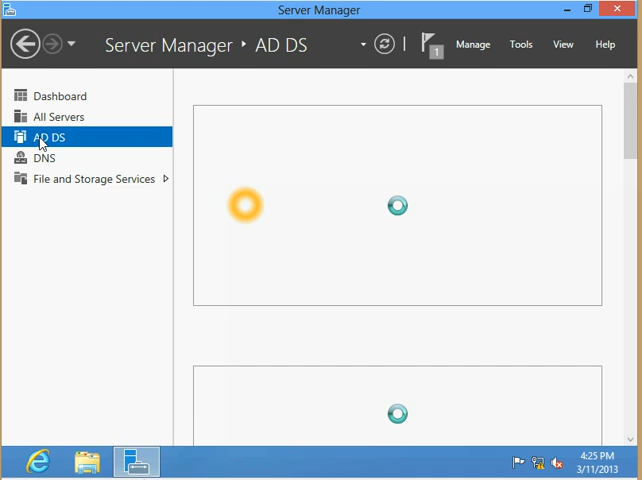 Server Manager
Server Manager ‣ AD DS
1
Manage
Tools
View
Help
Dashboard
All Servers
AD DS
DNS
File and Storage Services
4:25 PM
3/11/2013